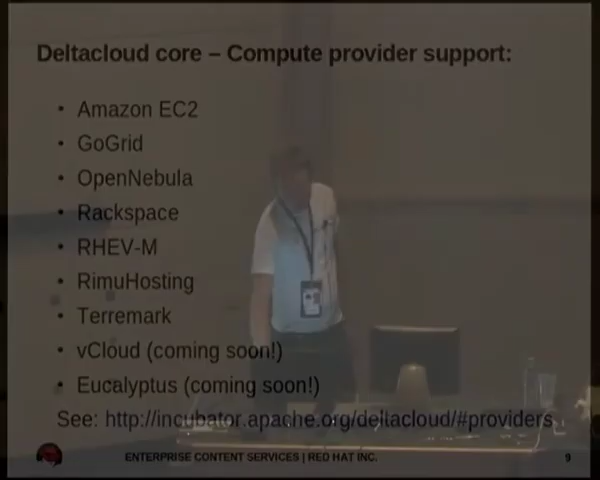 Deltacloud core – Compute provider support:
• Amazon EC2
• GoGrid
• OpenNebula
• Rackspace
• RHEV-M
• RimuHosting
• Terremark
• vCloud (coming soon!)
• Eucalyptus (coming soon!)
See: http://incubator.apache.org/deltacloud/#providers
ENTERPRISE CONTENT SERVICES | RED HAT INC. 9